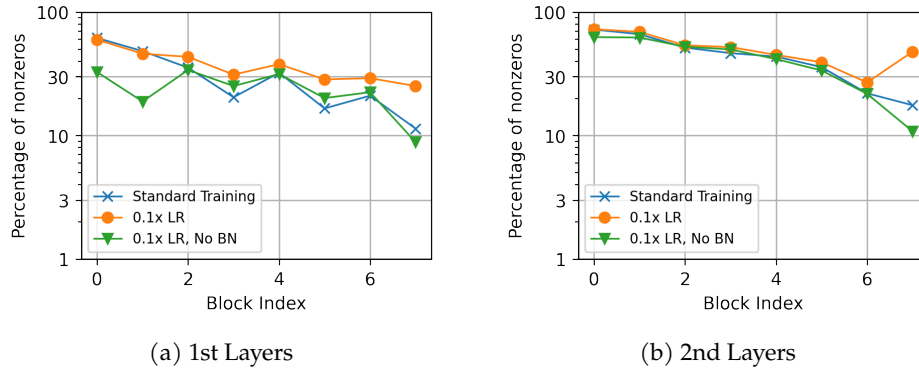 100
30
10
3
1
Percentage of nonzeros
Standard Training
0.1x LR
0.1x LR, No BN
0
2
4
6
Block Index
(a) 1st Layers
100
30
10
3
1
Percentage of nonzeros
Standard Training
0.1x LR
0.1x LR, No BN
0
2
4
6
Block Index
(b) 2nd Layers